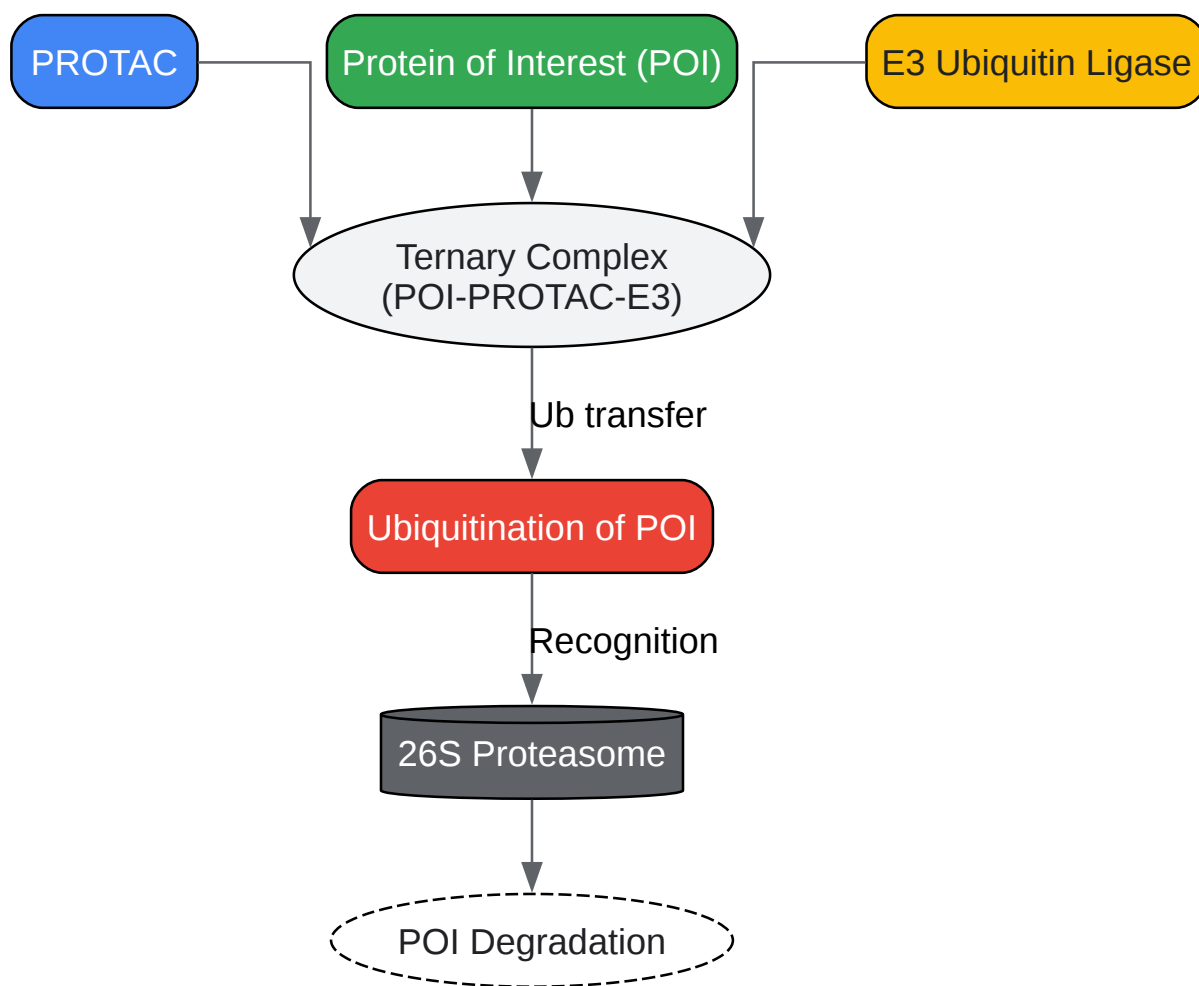 PROTAC
Protein of Interest (POI)
E3 Ubiquitin Ligase
Ternary Complex
(POI-PROTAC-E3)
Ub transfer
Ubiquitination of POI
Recognition
26S Proteasome
POI Degradation